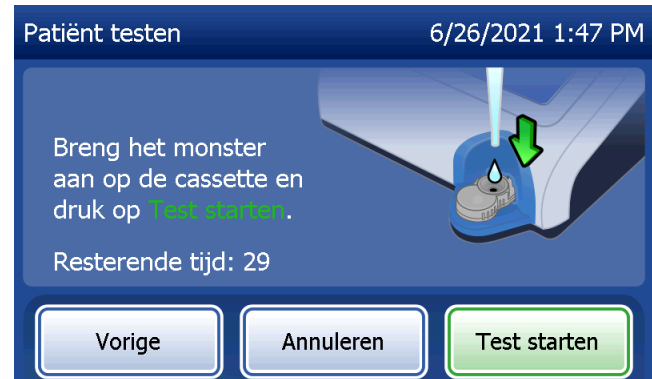 Patiënt testen 6/26/2021 1:47 PM
Breng het monster
aan op de cassette en
druk op Test starten.
Resterende tijd: 29
Vorige Annuleren Test starten